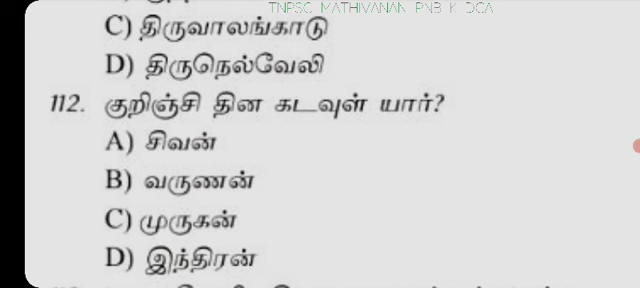 TNPSC MATHIVANAN PNB K DCA
C) திருவாலங்காடு
D) திருநெல்வேலி
112. குறிஞ்சி தின கடவுள் யார்?
A) சிவன்
B) வருணன்
C) முருகன்
D) இந்திரன்